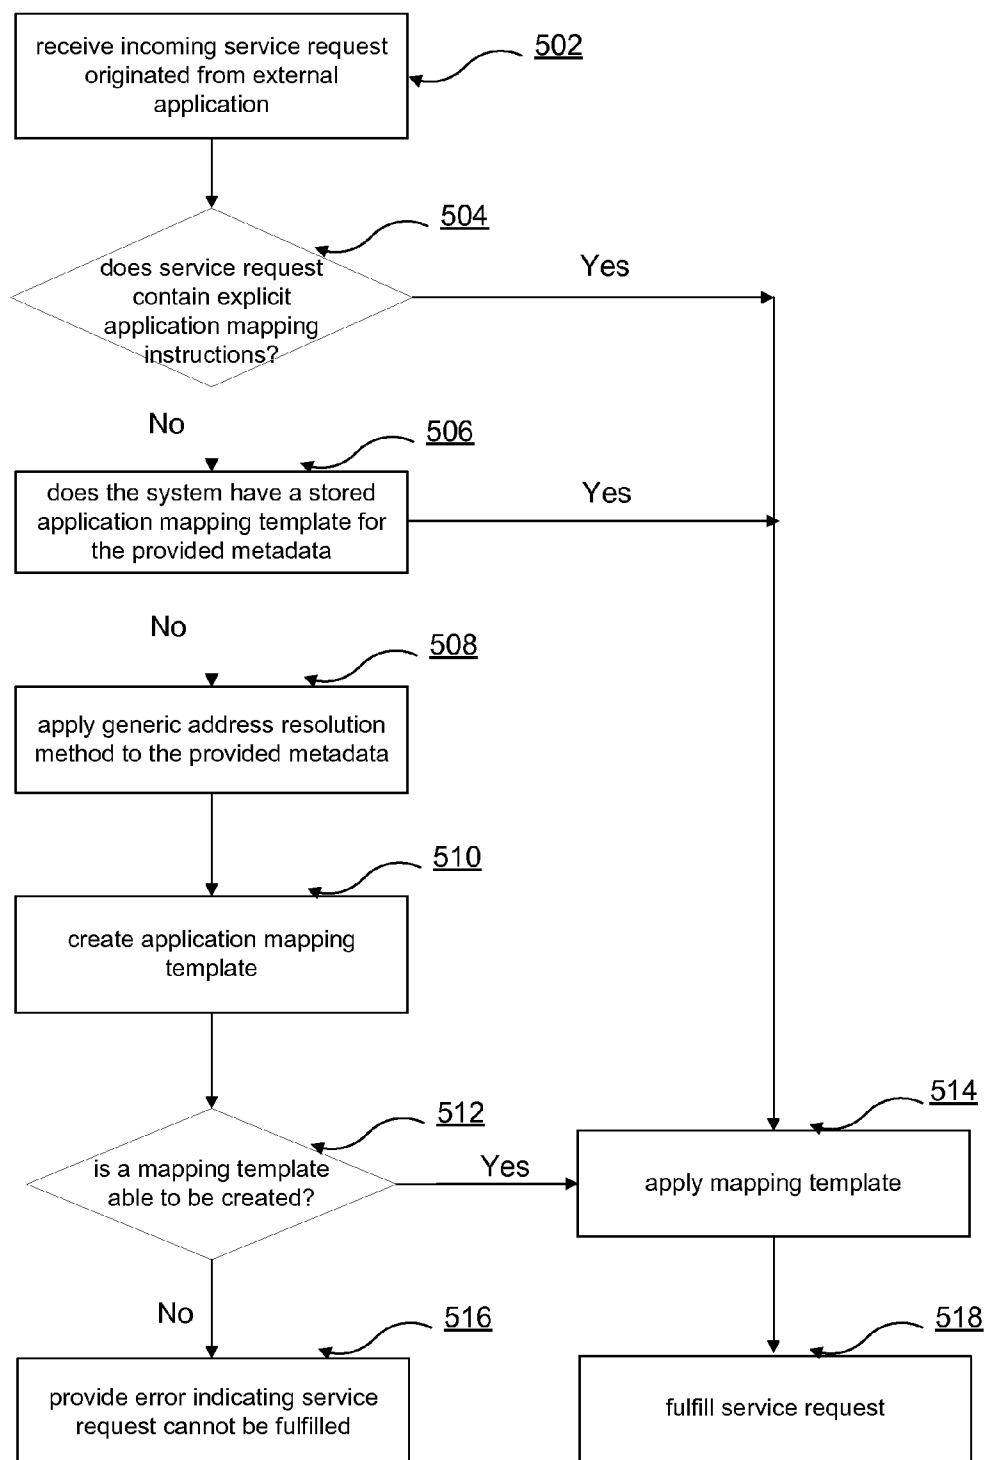 receive incoming service request
originated from external
application
502
504
does service request
contain explicit
application mapping
instructions?
Yes
No
506
does the system have a stored
application mapping template for
the provided metadata
Yes
No
508
apply generic address resolution
method to the provided metadata
510
create application mapping
template
512
is a mapping template
able to be created?
Yes
514
apply mapping template
No
516
provide error indicating service
request cannot be fulfilled
518
fulfill service request